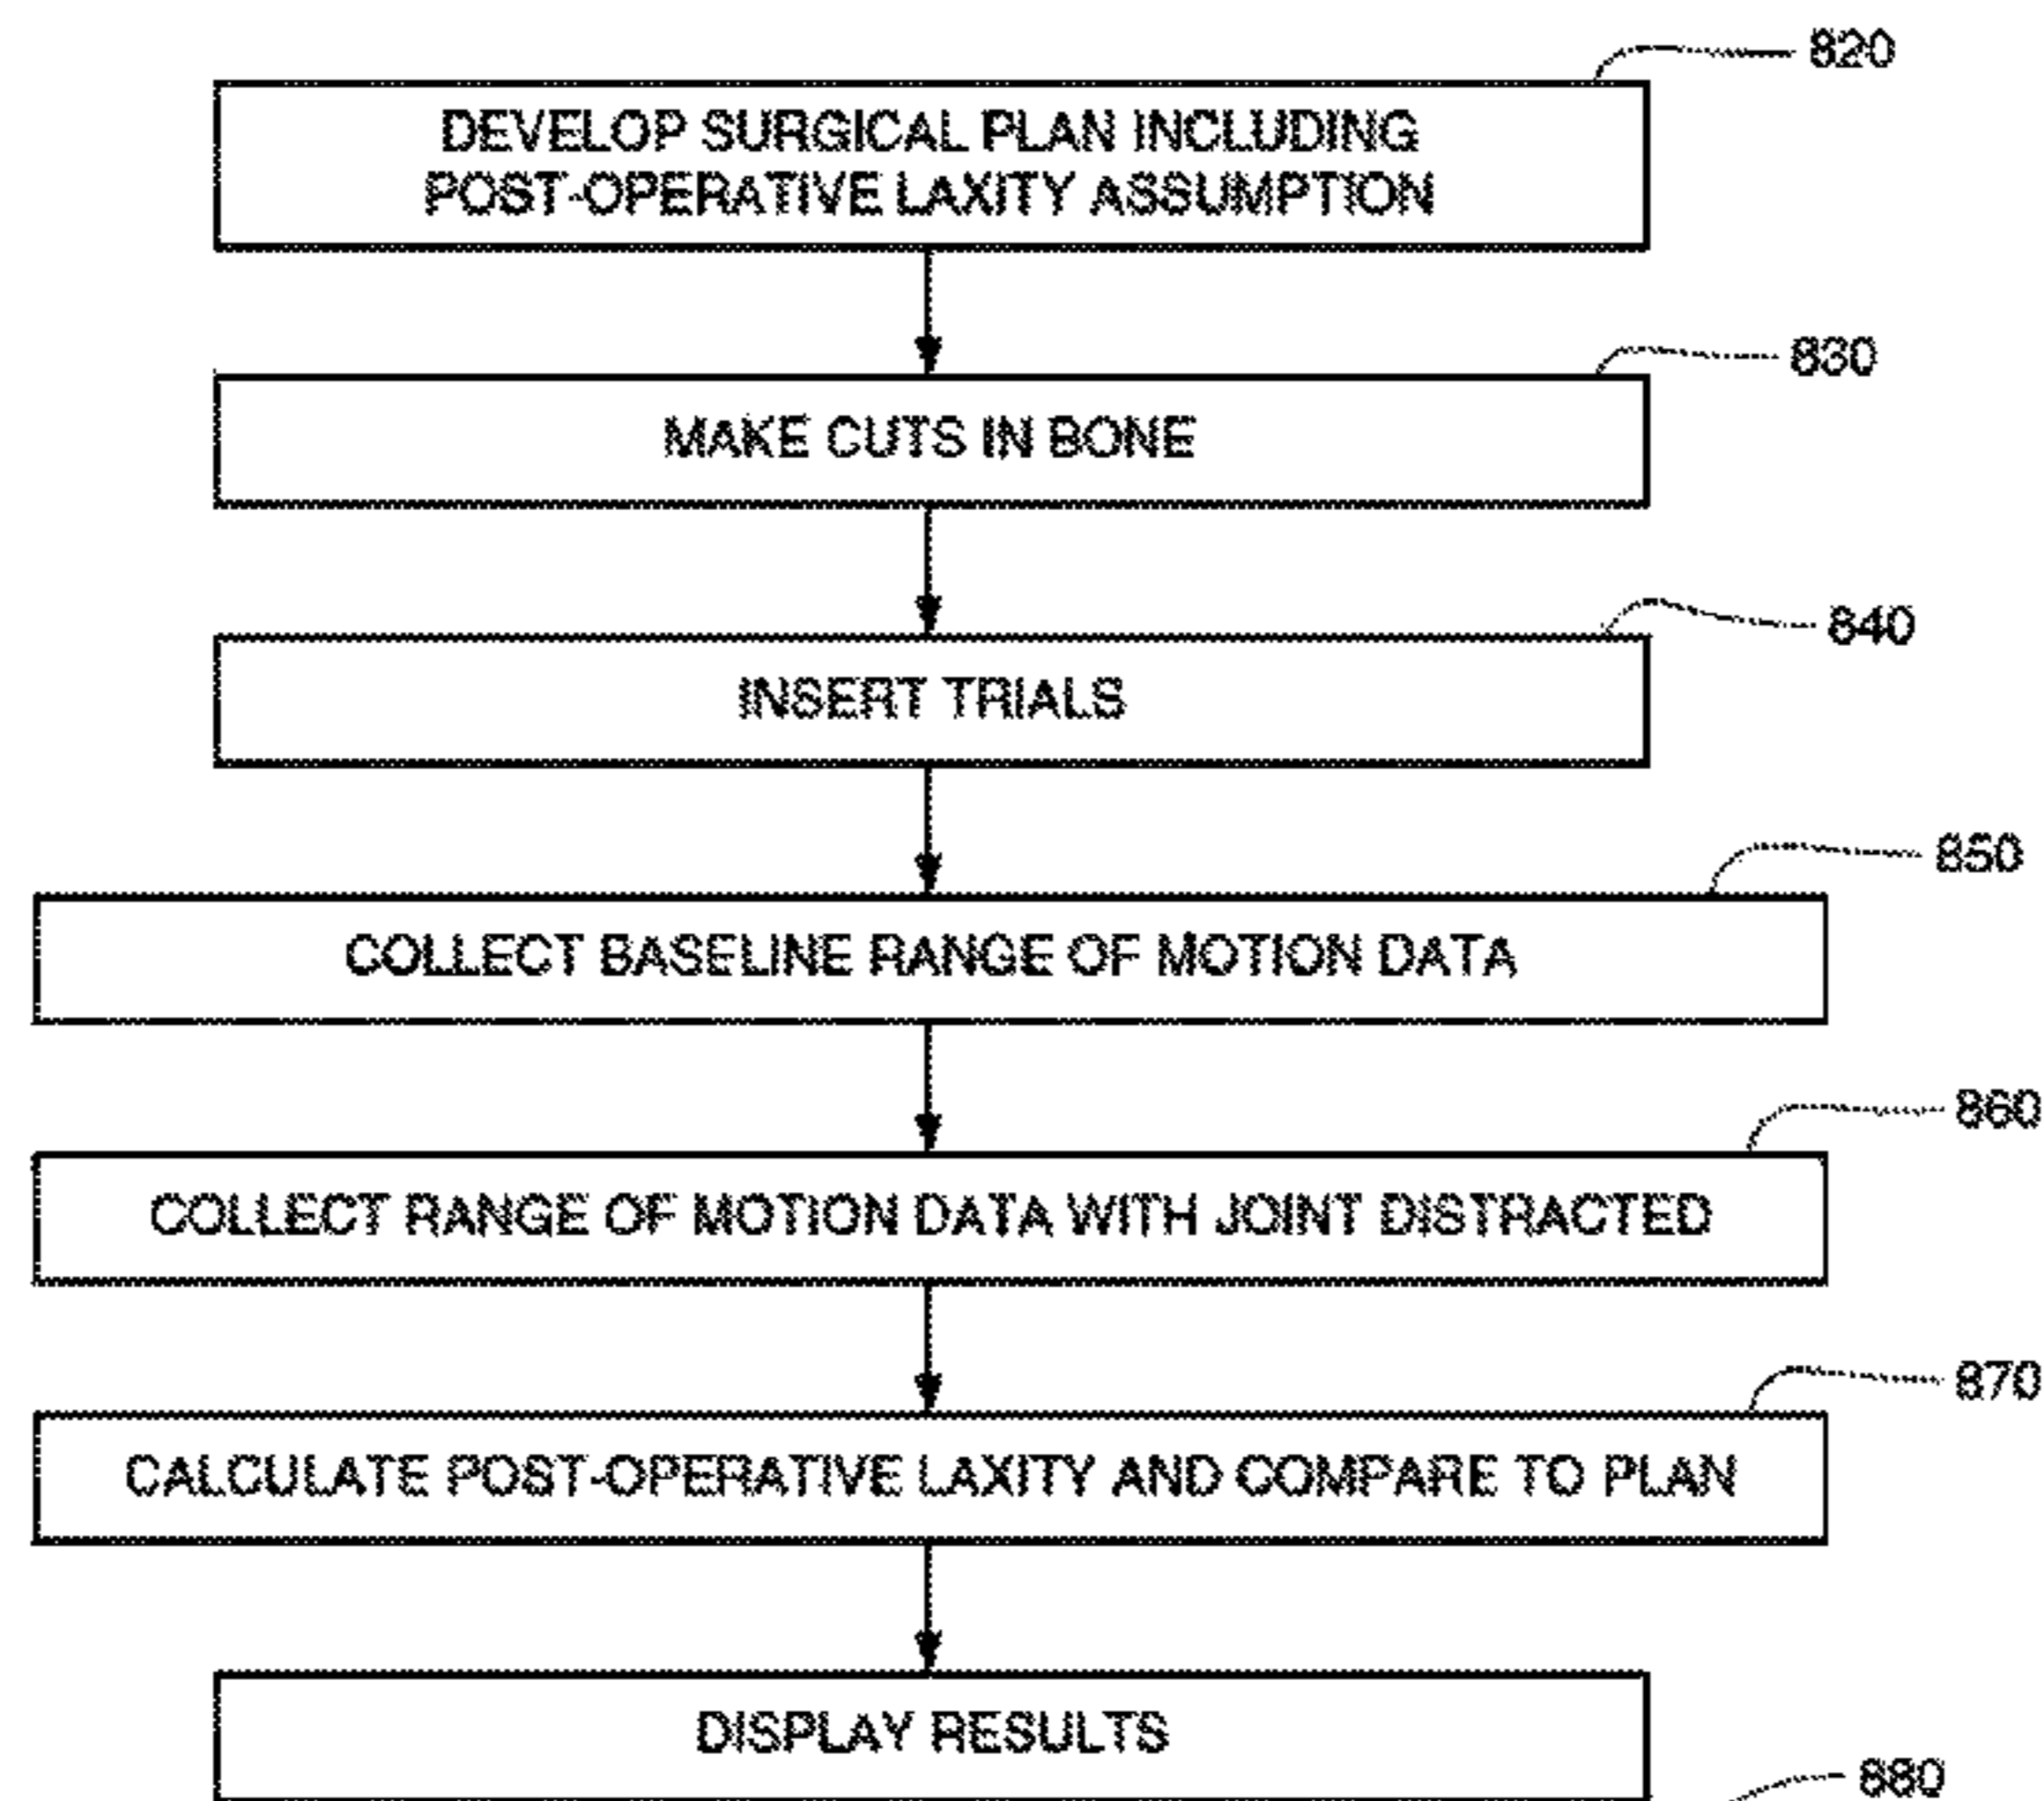 820
DEVELOP SURGICAL PLAN INCLUDING
POST-OPERATIVE LAXITY ASSUMPTION
830
MAKE CUTS IN BONE
840
INSERT TRIALS
850
COLLECT BASELINE RANGE OF MOTION DATA
860
COLLECT RANGE OF MOTION DATA WITH JOINT DISTRACTED
870
CALCULATE POST-OPERATIVE LAXITY AND COMPARE TO PLAN
DISPLAY RESULTS
880